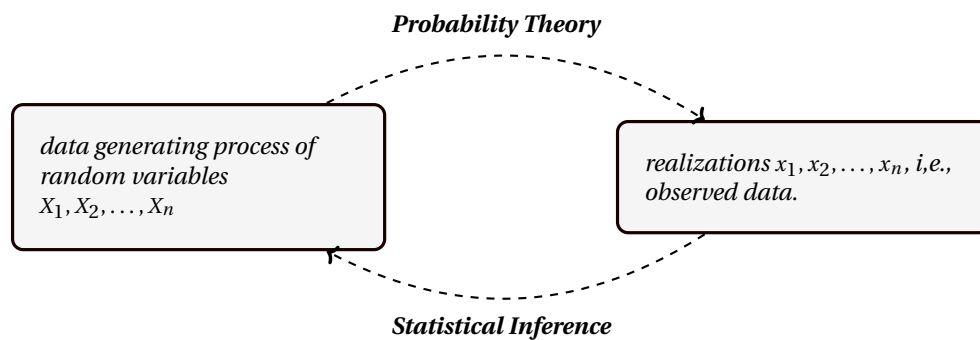 Probability Theory
data generating process of
random variables
X₁, X₂, . . . , Xₙ
realizations x₁, x₂, . . . , xₙ, i,e.,
observed data.
Statistical Inference